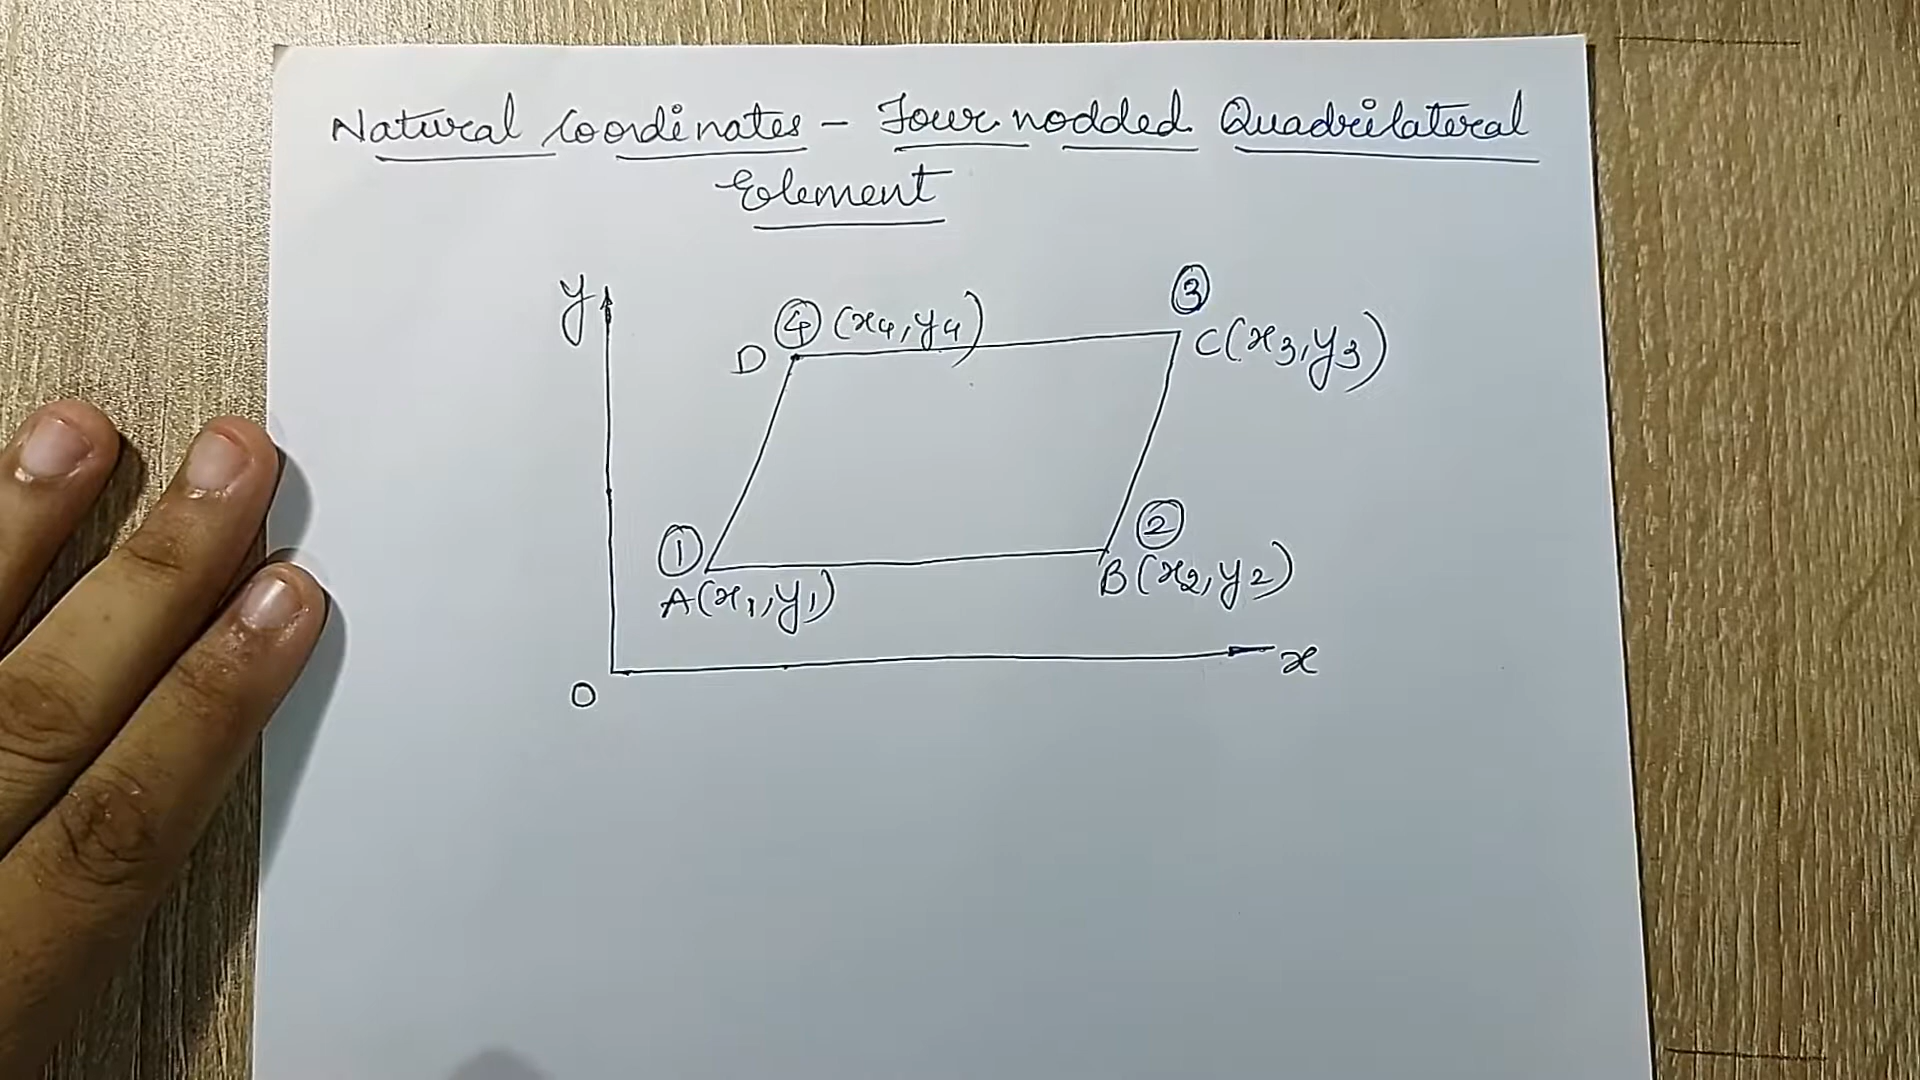 Natural Coordinates - Four nodded Quadrilateral
Element
y
③
④ (x4, y4)
D
C(x3, y3)
②
①
B(x2, y2)
A(x1, y1)
x
O